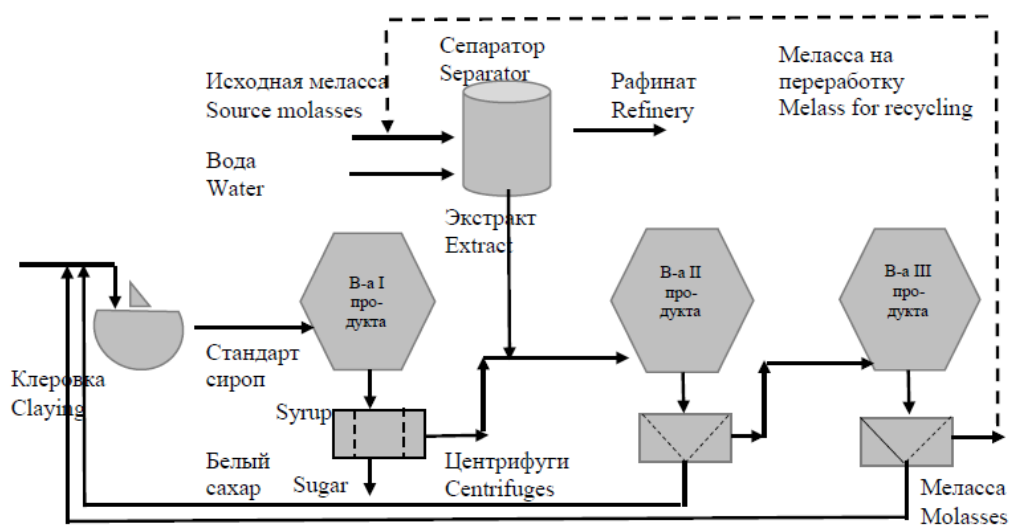 Сепаратор
Separator
Меласса на
переработку
Melass for recycling
Исходная меласса
Source molasses
Рафинат
Refinery
Вода
Water
Экстракт
Extract
В-а I
про-
дукта
В-а II
про-
дукта
В-а III
про-
дукта
Стандарт
сироп
Клеровка
Claying
Syrup
Белый
сахар
Sugar
Центрифуги
Centrifuges
Меласса
Molasses